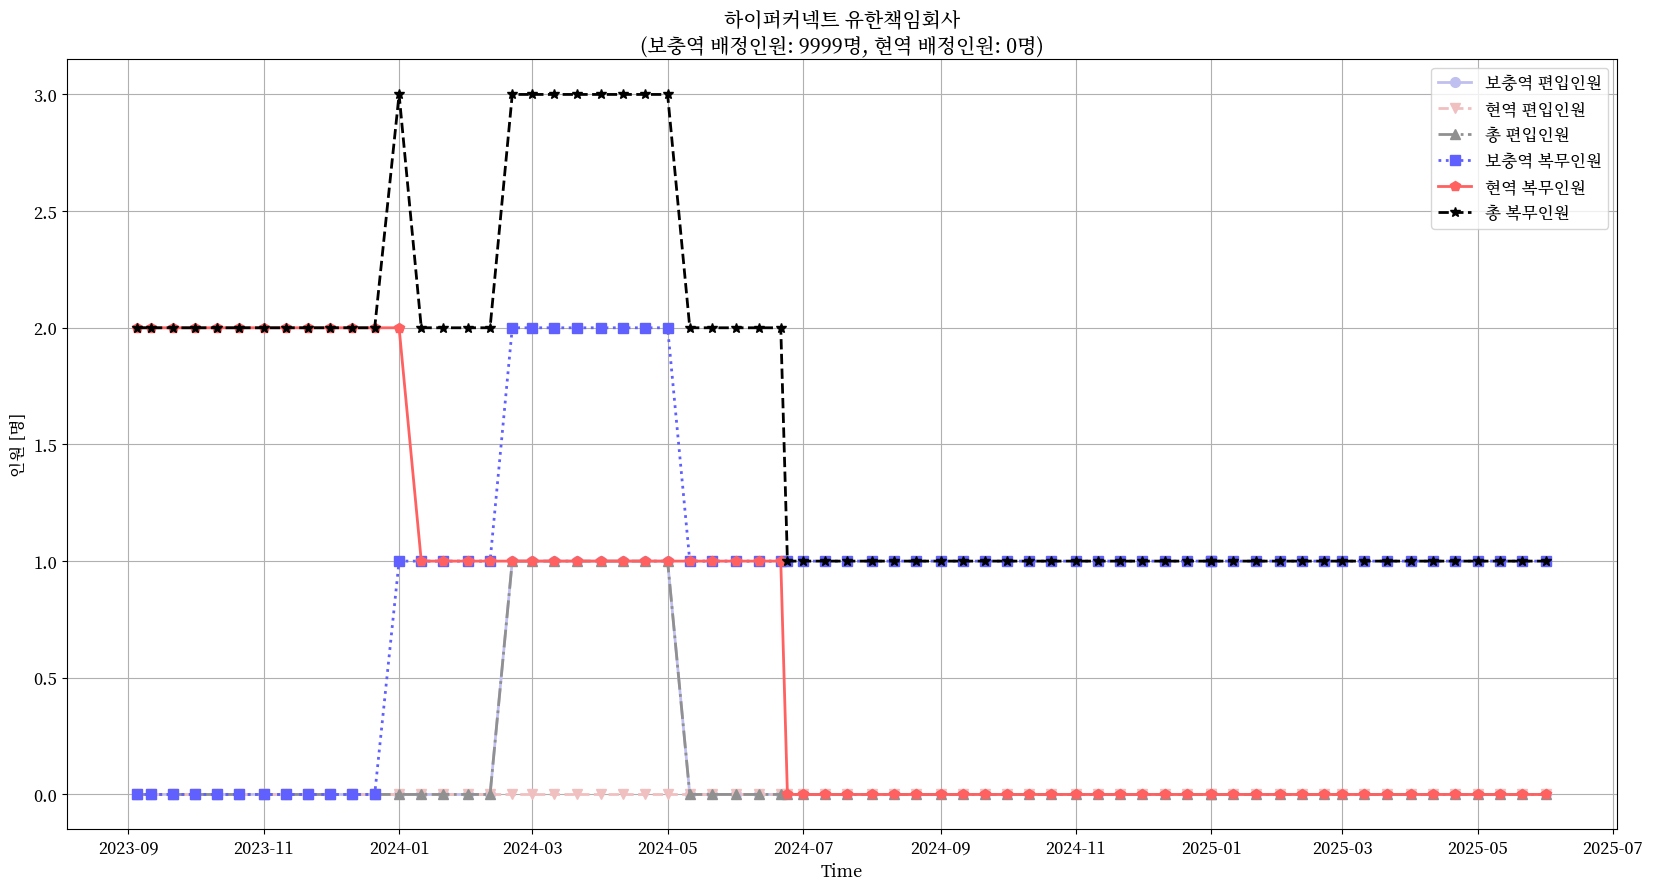 하이퍼커넥트 유한책임회사
(보충역 배정인원: 9999명, 현역 배정인원: 0명)
보충역 편입인원
현역 편입인원
총 편입인원
보충역 복무인원
현역 복무인원
총 복무인원
3.0
2.5
2.0
1.5
1.0
0.5
0.0
인원 [명]
2023-09 2023-11 2024-01 2024-03 2024-05 2024-07 2024-09 2024-11 2025-01 2025-03 2025-05 2025-07
Time